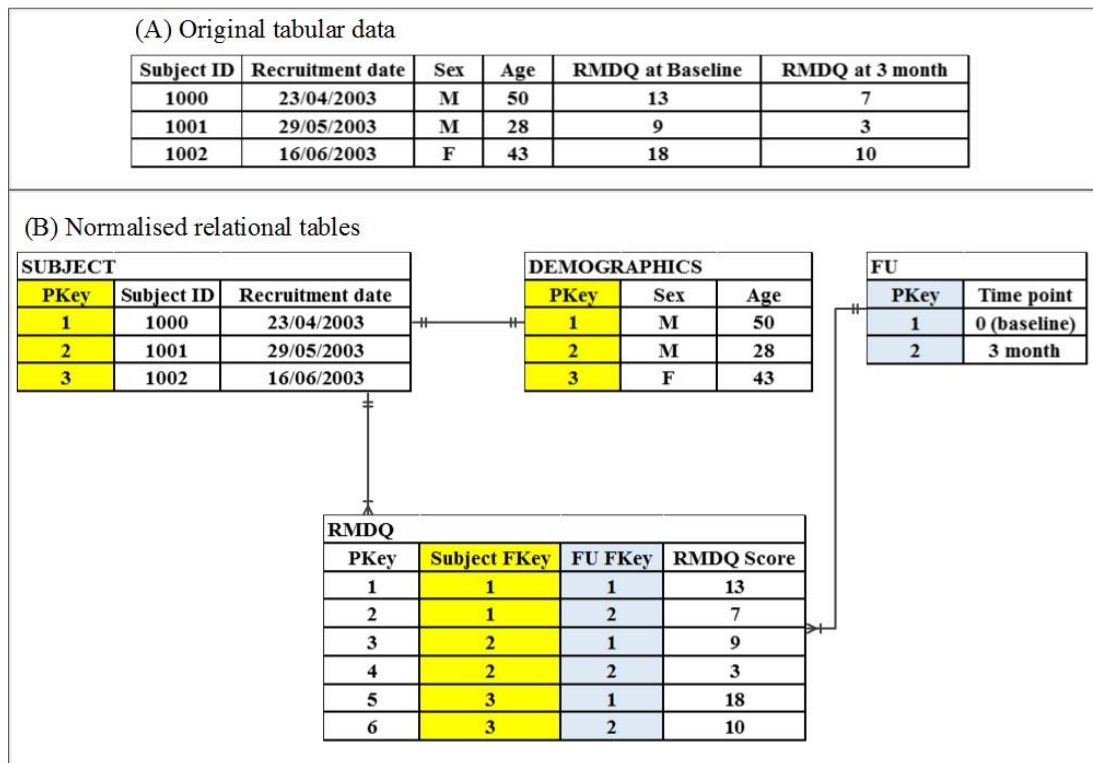 (A) Original tabular data
Subject ID Recruitment date Sex Age RMDQ at Baseline RMDQ at 3 month
1000 23/04/2003 M 50 13 7
1001 29/05/2003 M 28 9 3
1002 16/06/2003 F 43 18 10
(B) Normalised relational tables
SUBJECT
PKey Subject ID Recruitment date
1 1000 23/04/2003
2 1001 29/05/2003
3 1002 16/06/2003
DEMOGRAPHICS
PKey Sex Age
1 M 50
2 M 28
3 F 43
FU
PKey Time point
1 0 (baseline)
2 3 month
RMDQ
PKey Subject FKey FU FKey RMDQ Score
1 1 1 13
2 1 2 7
3 2 1 9
4 2 2 3
5 3 1 18
6 3 2 10